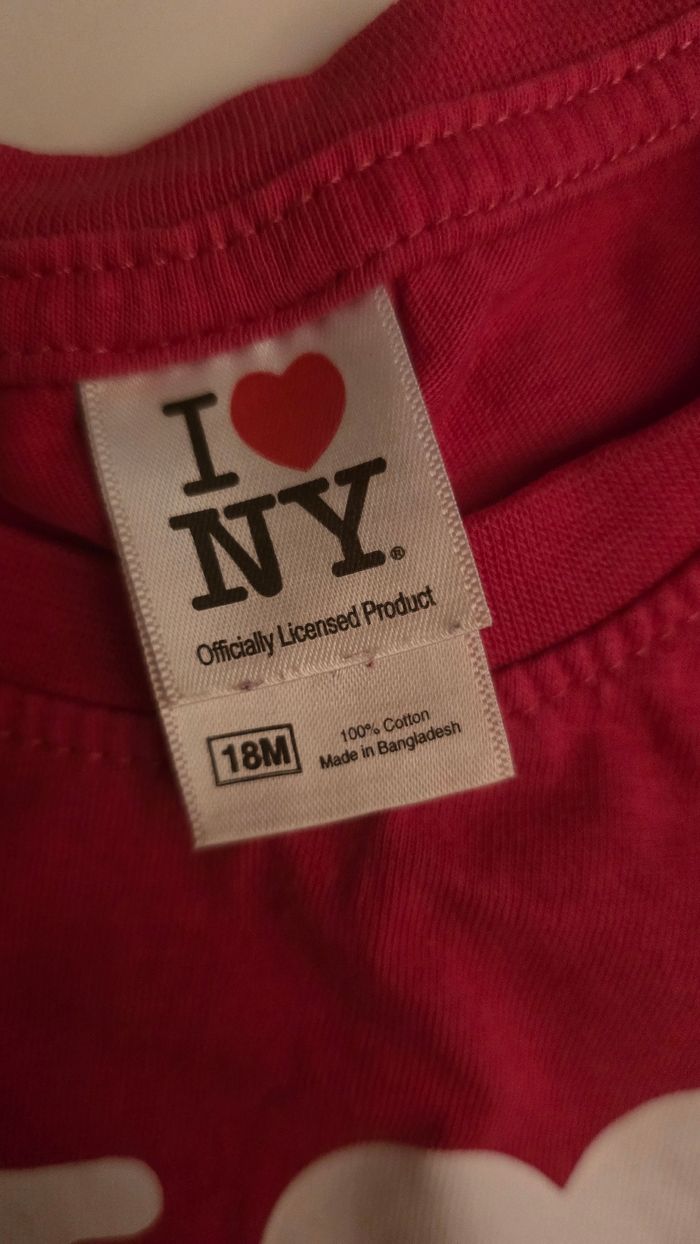 I ❤
NY®
Officially Licensed Product
18M
100% Cotton
Made in Bangladesh